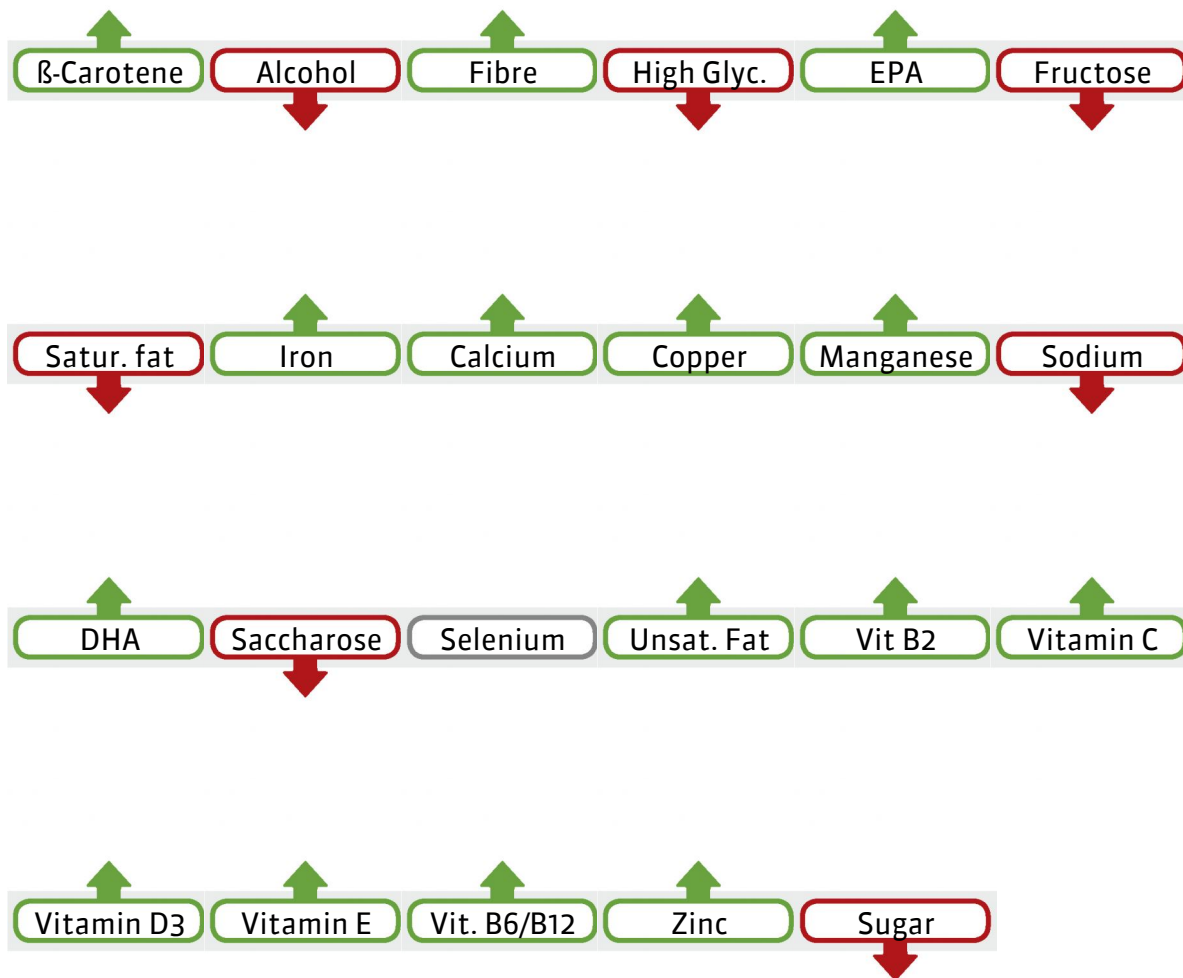 ß-Carotene Alcohol Fibre High Glyc. EPA Fructose
Satur. fat Iron Calcium Copper Manganese Sodium
DHA Saccharose Selenium Unsat. Fat Vit B2 Vitamin C
Vitamin D3 Vitamin E Vit. B6/B12 Zinc Sugar